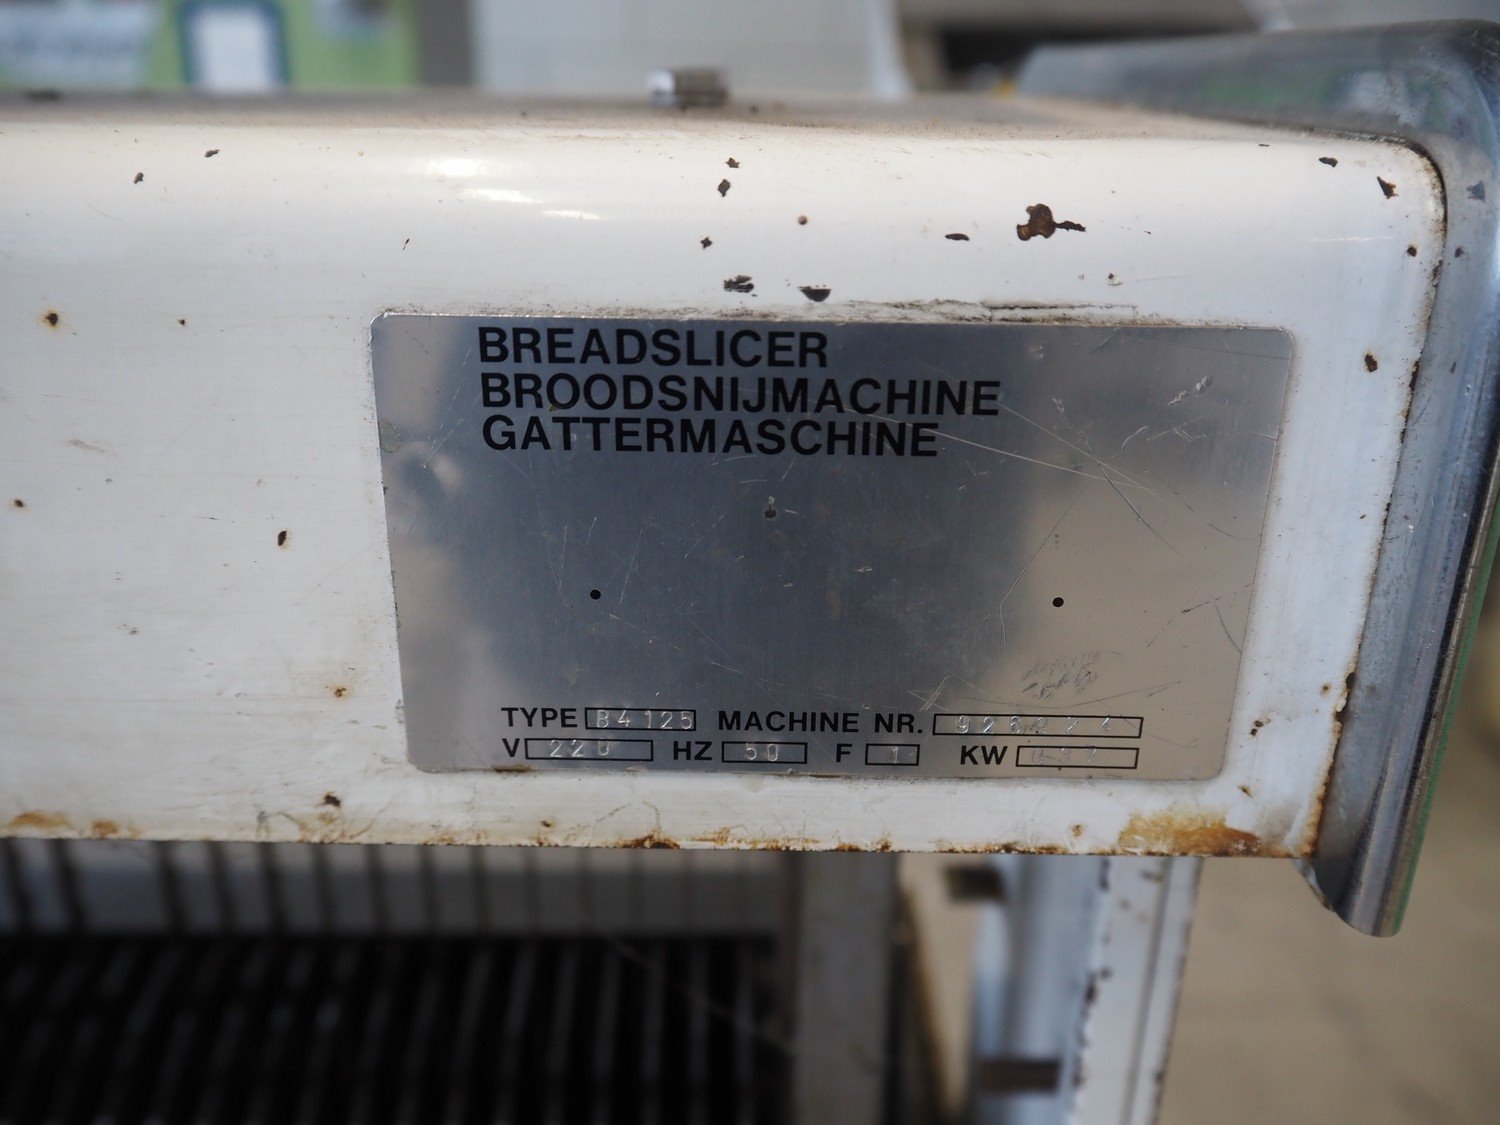 BREADSLICER
BROODSNIJMACHINE
GATTERMASCHINE
TYPE B4125 MACHINE NR.
V 220 HZ 50 F 1 KW